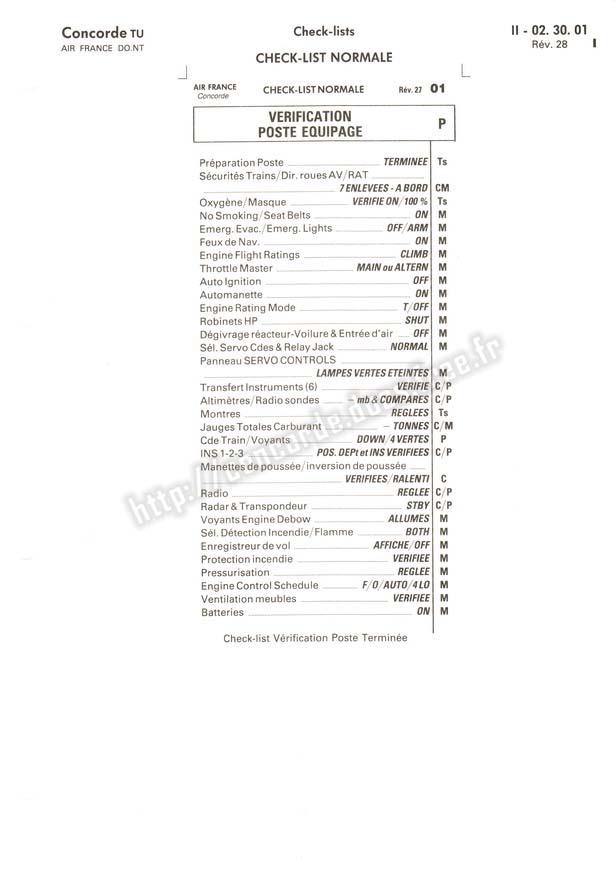 Concorde TU
AIR FRANCE DO.NT
Check-lists
II - 02. 30. 01
Rév. 28
CHECK-LIST NORMALE
AIR FRANCE
Concorde
CHECK-LIST NORMALE
Rév. 27 01
VERIFICATION
POSTE EQUIPAGE
P
Préparation Poste TERMINEE Ts
Sécurités Trains/Dir. roues AV/RAT
7 ENLEVEES - A BORD CM
Oxygène/Masque VERIFIE ON/100 % Ts
No Smoking/Seat Belts ON M
Emerg. Evac./Emerg. Lights OFF/ARM M
Feux de Nav. ON M
Engine Flight Ratings CLIMB M
Throttle Master MAIN ou ALTERN M
Auto Ignition OFF M
Automanette ON M
Engine Rating Mode T/OFF M
Robinets HP SHUT M
Dégivrage réacteur-Voilure & Entrée d'air OFF M
Sél. Servo Cdes & Relay Jack NORMAL M
Panneau SERVO CONTROLS
LAMPES VERTES ETEINTES M
Transfert Instruments (6) VERIFIE C/P
Altimètres/Radio sondes – mb & COMPARES C/P
Montres REGLEES Ts
Jauges Totales Carburant – TONNES C/M
Cde Train/Voyants DOWN/4 VERTES P
INS 1-2-3 POS. DEPt et INS VERIFIEES C/P
Manettes de poussée/inversion de poussée
VERIFIEES/RALENTI C
Radio REGLEE C/P
Radar & Transpondeur STBY C/P
Voyants Engine Debow ALLUMES M
Sél. Détection Incendie/Flamme BOTH M
Enregistreur de vol AFFICHE/OFF M
Protection incendie VERIFIEE M
Pressurisation REGLEE M
Engine Control Schedule F/O/AUTO/4 LO M
Ventilation meubles VERIFIEE M
Batteries ON M
Check-list Vérification Poste Terminée